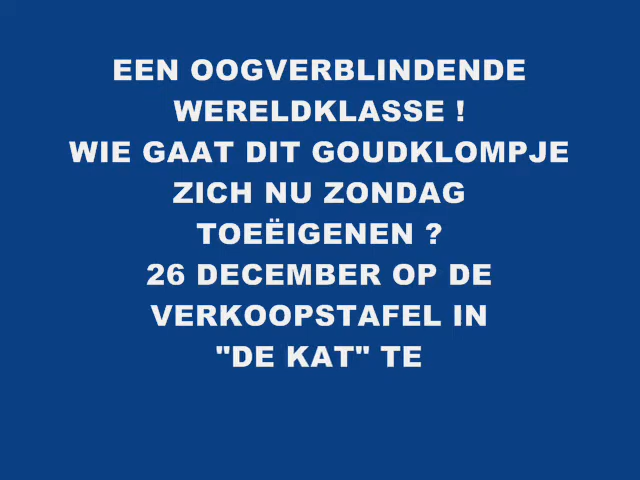 EEN OOGVERBLINDENDE
WERELDKLASSE !
WIE GAAT DIT GOUDKLOMPJE
ZICH NU ZONDAG
TOEËIGENEN ?
26 DECEMBER OP DE
VERKOOPSTAFEL IN
"DE KAT" TE